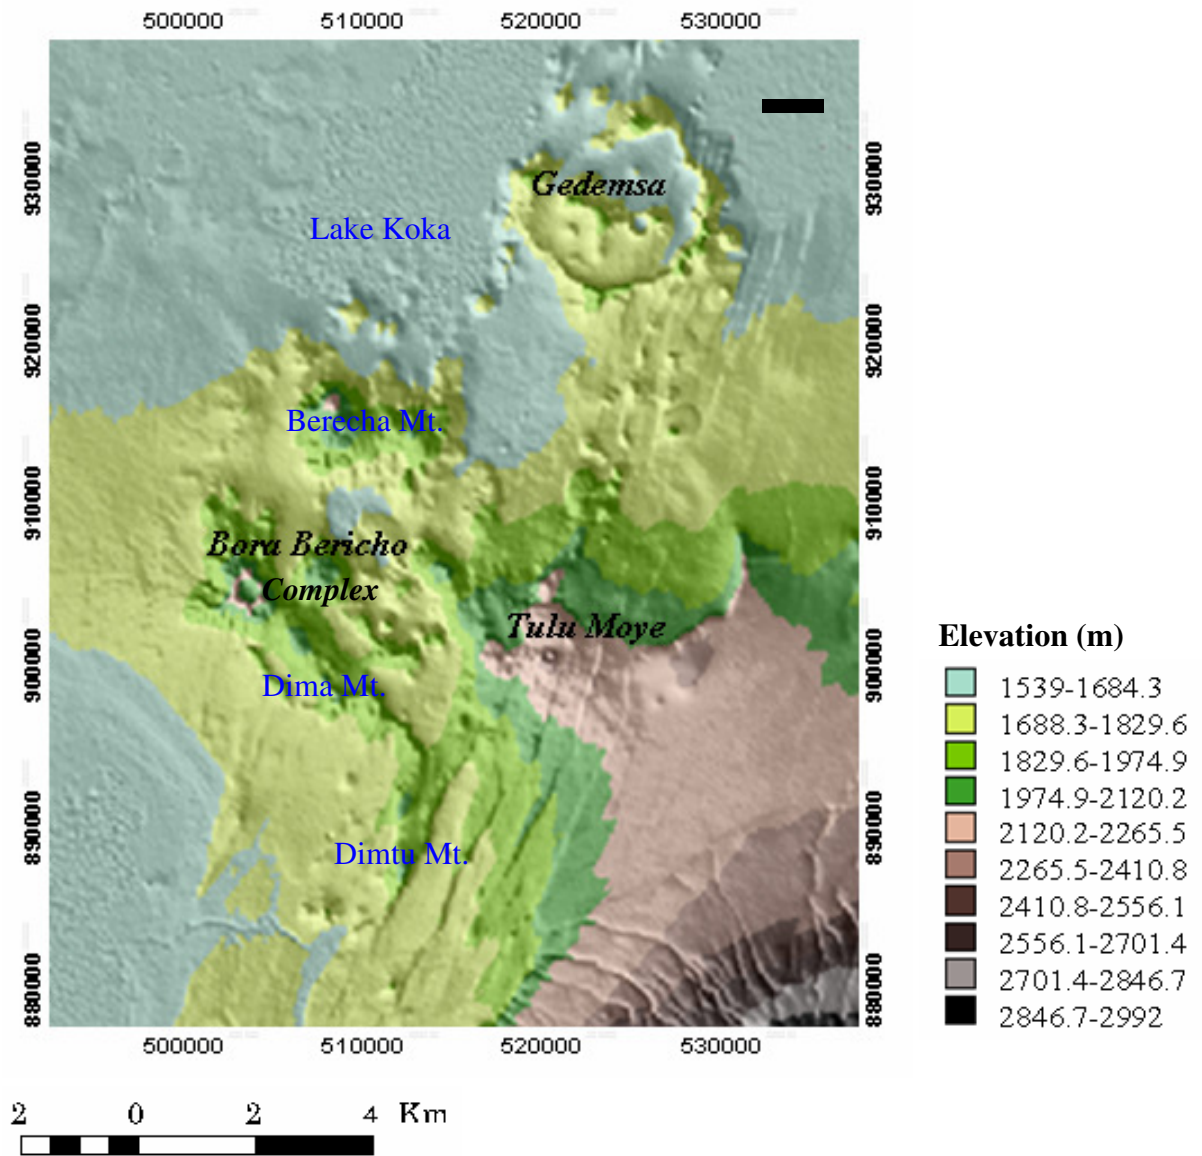 500000 510000 520000 530000
930000 930000
Gedemsa
Lake Koka
920000 920000
Berecha Mt.
910000 910000
Bora Bericho
Complex
Tulu Moye
900000 900000
Dima Mt.
890000 890000
Dimtu Mt.
880000 880000
500000 510000 520000 530000
Elevation (m)
1539-1684.3
1688.3-1829.6
1829.6-1974.9
1974.9-2120.2
2120.2-2265.5
2265.5-2410.8
2410.8-2556.1
2556.1-2701.4
2701.4-2846.7
2846.7-2992
2 0 2 4 Km